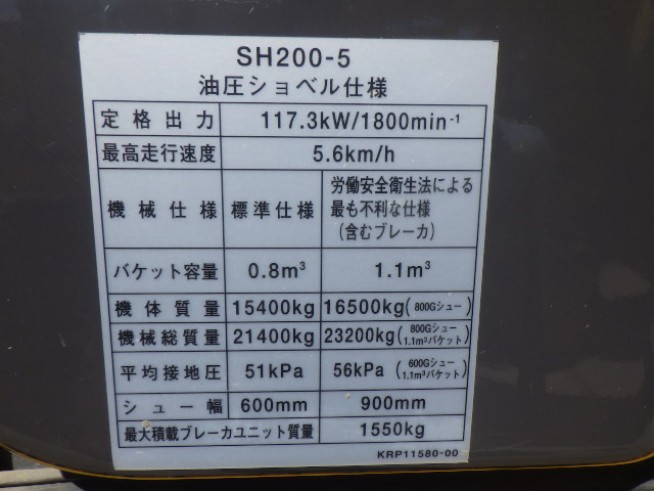 SH200-5
油圧ショベル仕様
定格出力 117.3kW/1800min⁻¹
最高走行速度 5.6km/h
機械仕様 標準仕様 労働安全衛生法による
最も不利な仕様
(含むブレーカ)
バケット容量 0.8m³ 1.1m³
機体質量 15400kg 16500kg(800Gシュー)
機械総質量 21400kg 23200kg(800Gシュー
1.1m³バケット)
平均接地圧 51kPa 56kPa (600Gシュー
1.1m³バケット)
シュー幅 600mm 900mm
最大積載ブレーカユニット質量 1550kg
KRP11580-00